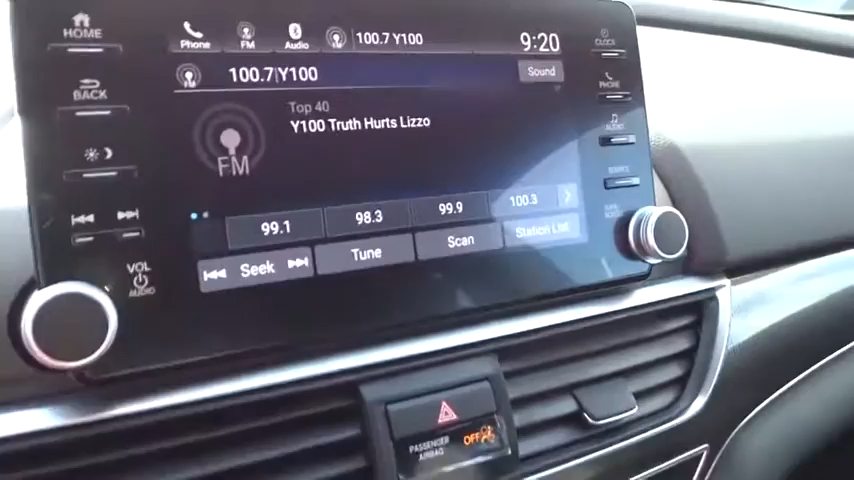 HOME
Phone FM Audio 100.7 Y100 9:20
CLOCK
FM 100.7 Y100 Sound
BACK
PHONE
Top 40
Y100 Truth Hurts Lizzo
FM
AUDIO
SOURCE
99.1 98.3 99.9 100.3
Seek Tune Scan Station List
VOL
AUDIO
PASSENGER
AIRBAG
OFF